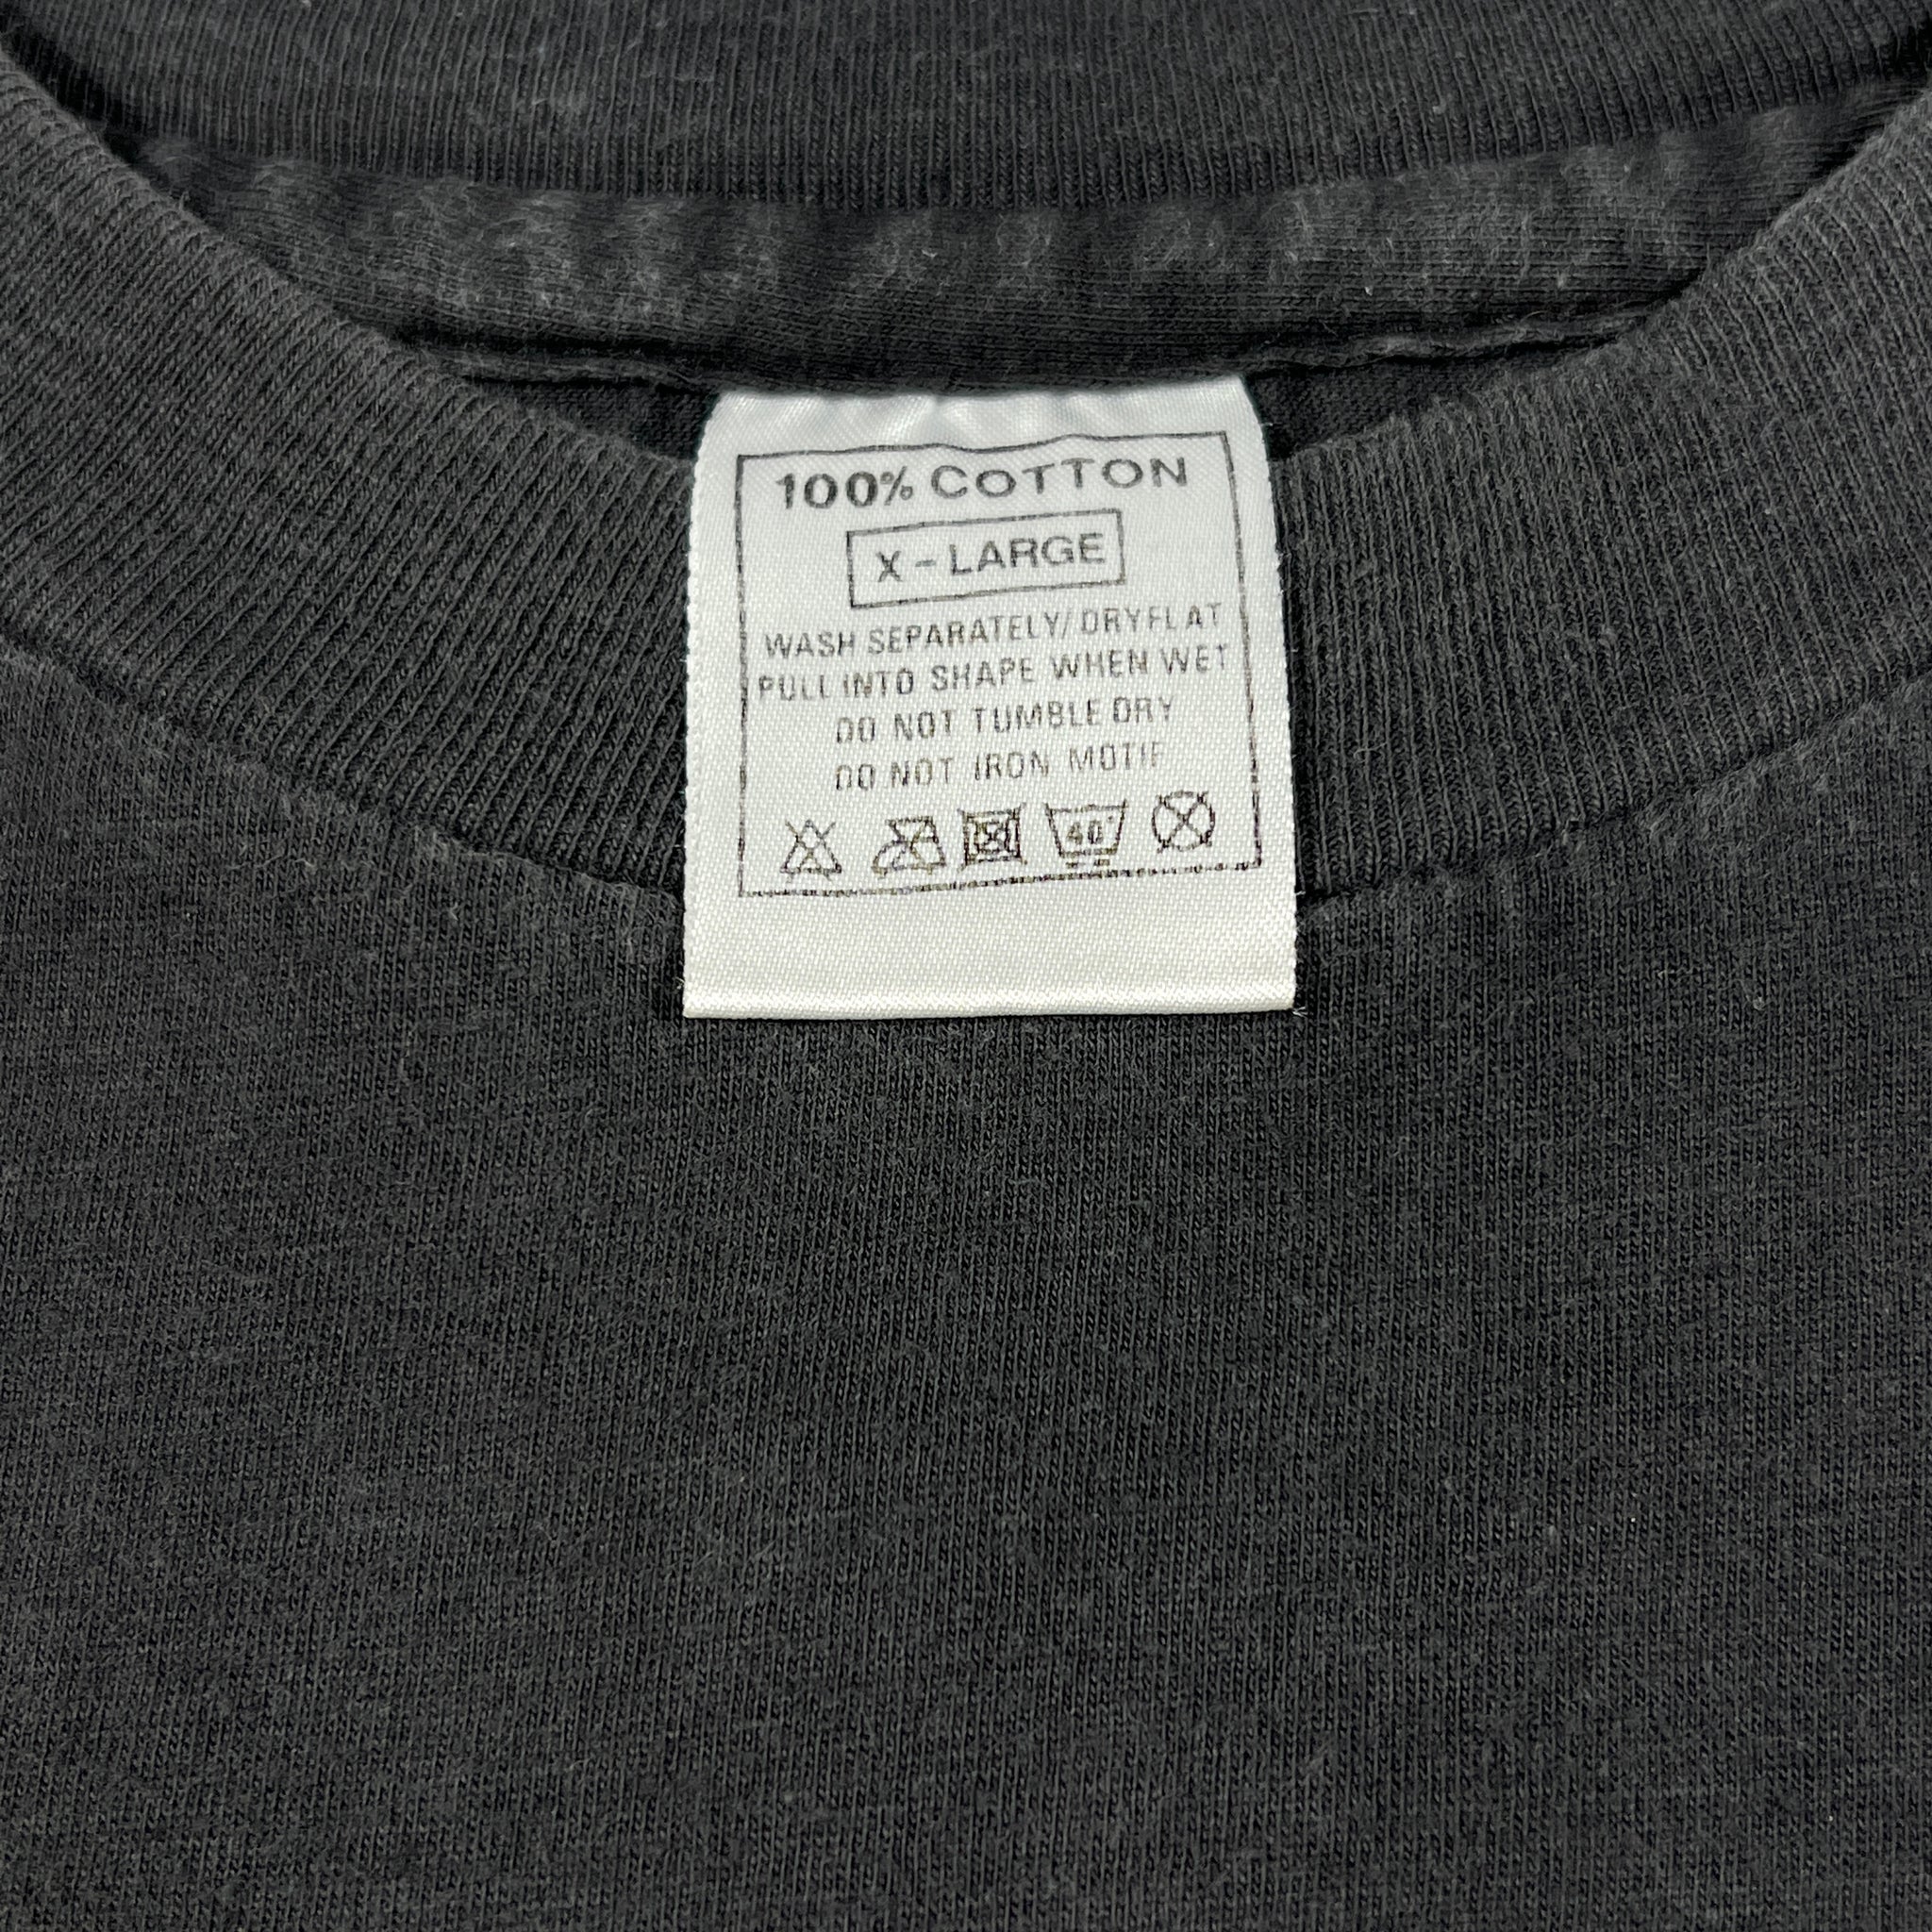 100% COTTON
X-LARGE
WASH SEPARATELY/DRYFLAT
PULL INTO SHAPE WHEN WET
DO NOT TUMBLE DRY
DO NOT IRON MOTIF
40°